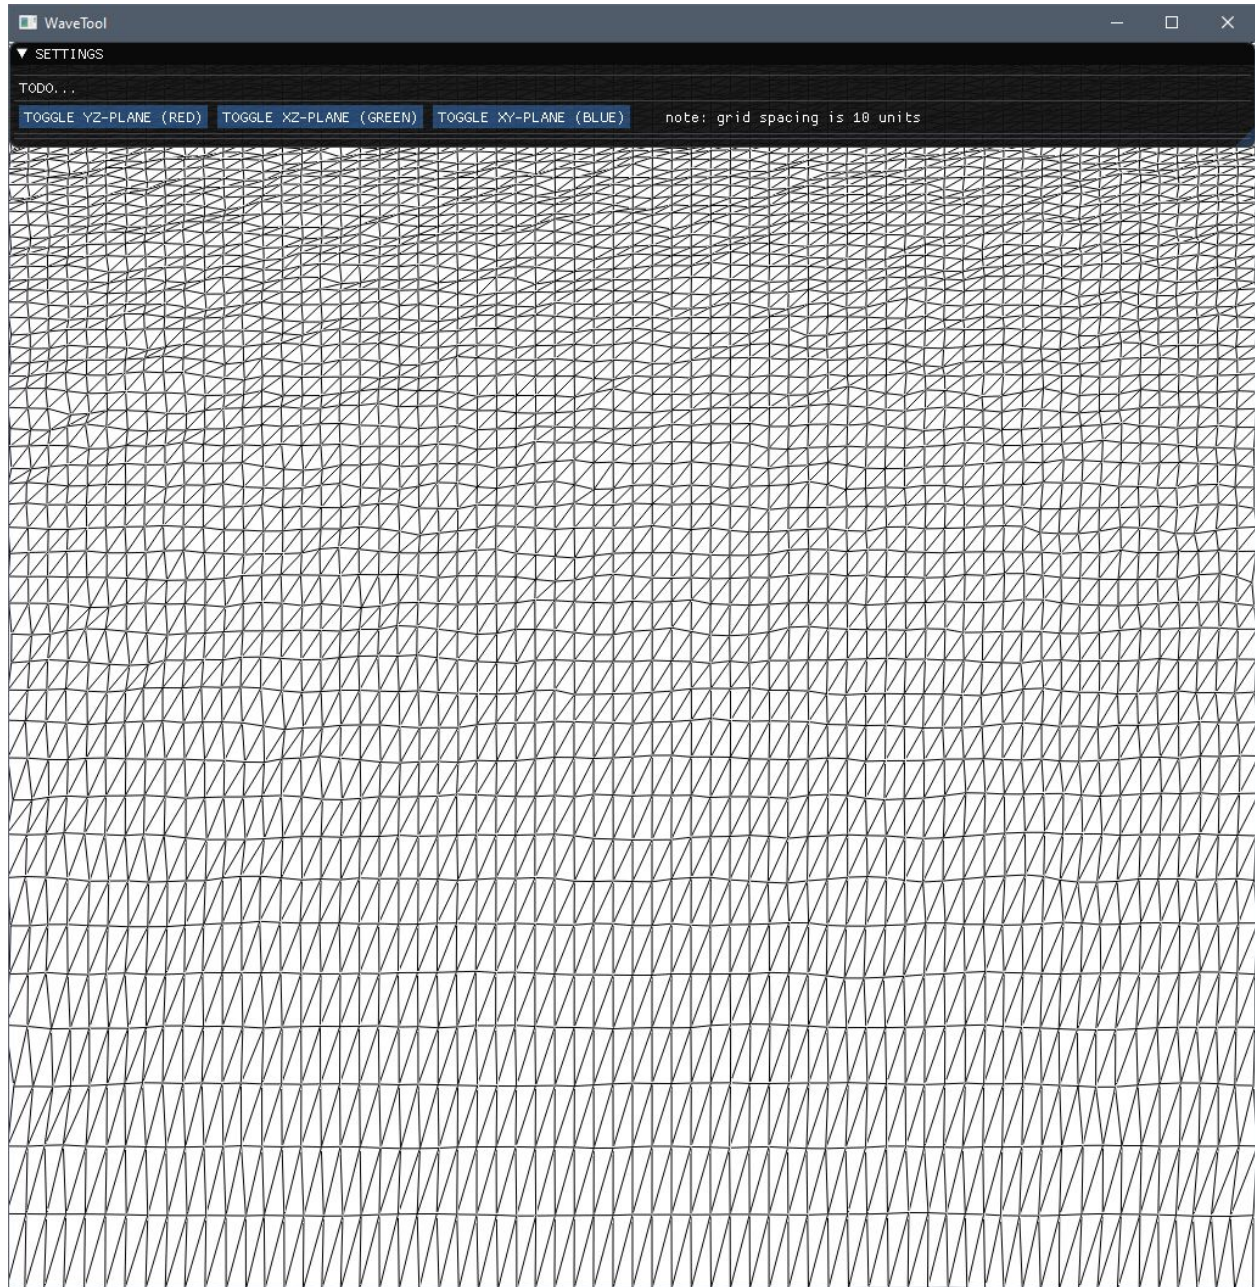 WaveTool
▼ SETTINGS
TODO...
TOGGLE YZ-PLANE (RED) TOGGLE XZ-PLANE (GREEN) TOGGLE XY-PLANE (BLUE) note: grid spacing is 10 units